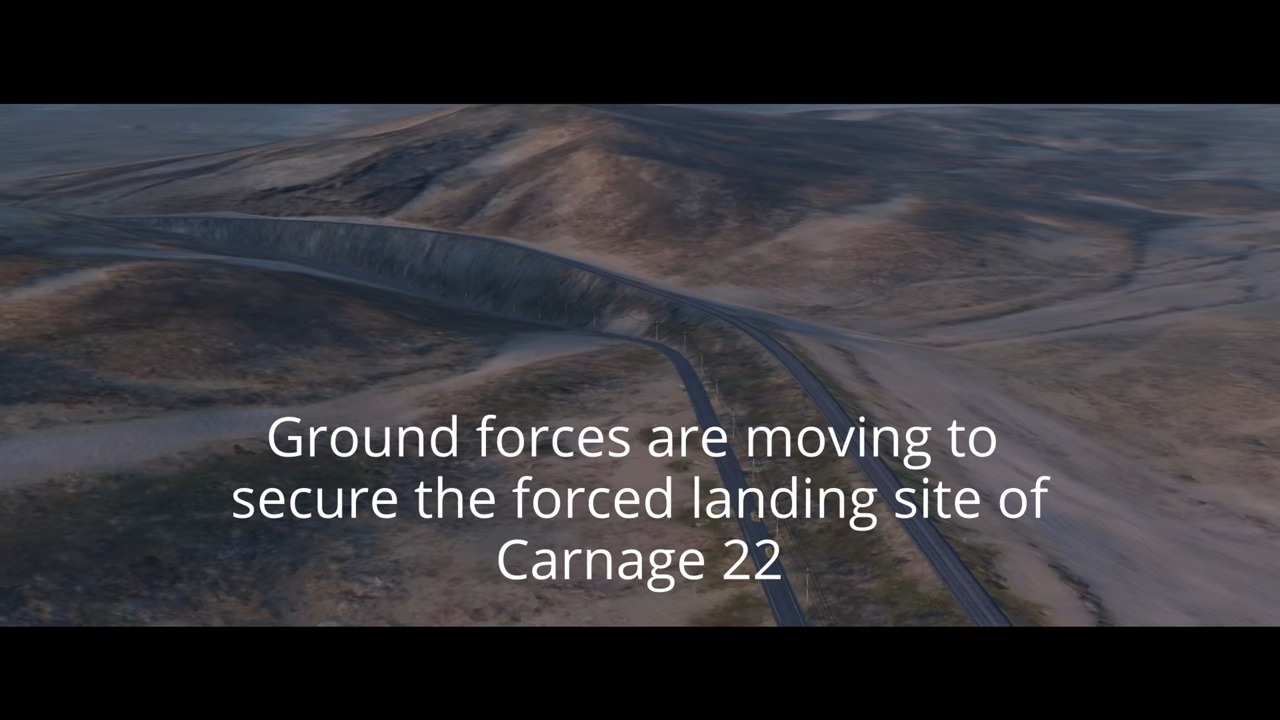 Ground forces are moving to
secure the forced landing site of
Carnage 22